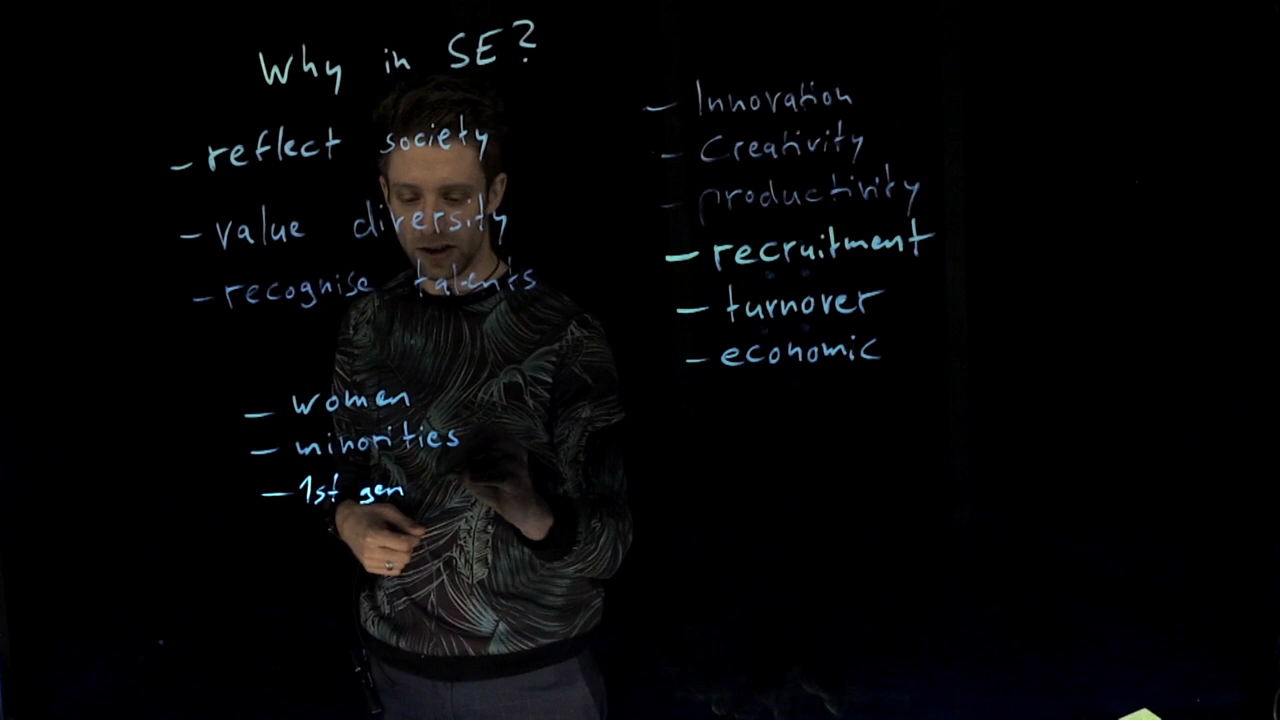 Why in SE?
- reflect society
- value diversity
- recognise talents
- women
- minorities
- 1st gen
- Innovation
- Creativity
- productivity
- recruitment
- turnover
- economic